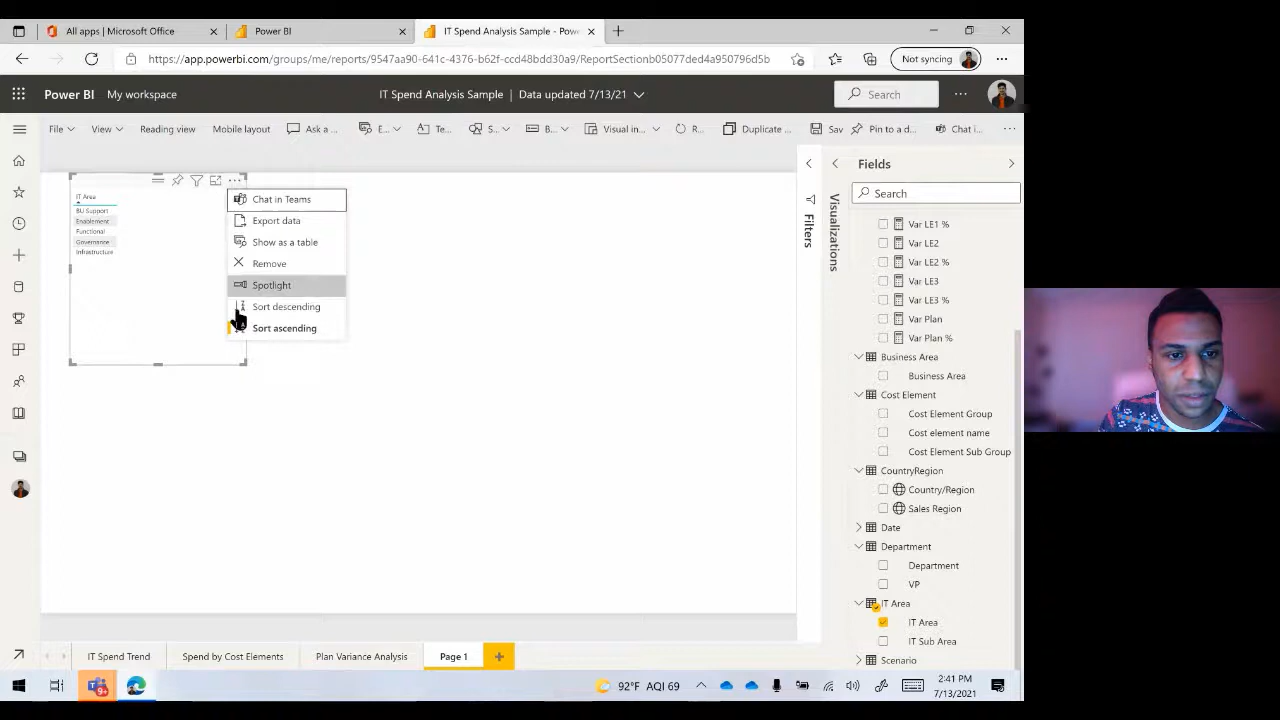 All apps | Microsoft Office
Power BI
IT Spend Analysis Sample - Powe
https://app.powerbi.com/groups/me/reports/9547aa90-641c-4376-b62f-ccd48bdd30a9/ReportSectionb05077ded4a950796d5b
Not syncing
Power BI My workspace
IT Spend Analysis Sample | Data updated 7/13/21
Search
File View Reading view Mobile layout Ask a ... E... Te... S... B... Visual in... R... Duplicate ... Sav Pin to a d... Chat i...
Filters
Visualizations
Fields
Search
Var LE1 %
Var LE2
Var LE2 %
Var LE3
Var LE3 %
Var Plan
Var Plan %
Business Area
Business Area
Cost Element
Cost Element Group
Cost element name
Cost Element Sub Group
CountryRegion
Country/Region
Sales Region
Date
Department
Department
VP
IT Area
IT Area
IT Sub Area
Scenario
IT Area
BU Support
Enablement
Functional
Governance
Infrastructure
Chat in Teams
Export data
Show as a table
Remove
Spotlight
Sort descending
Sort ascending
IT Spend Trend Spend by Cost Elements Plan Variance Analysis Page 1
9+
92°F AQI 69
2:41 PM
7/13/2021